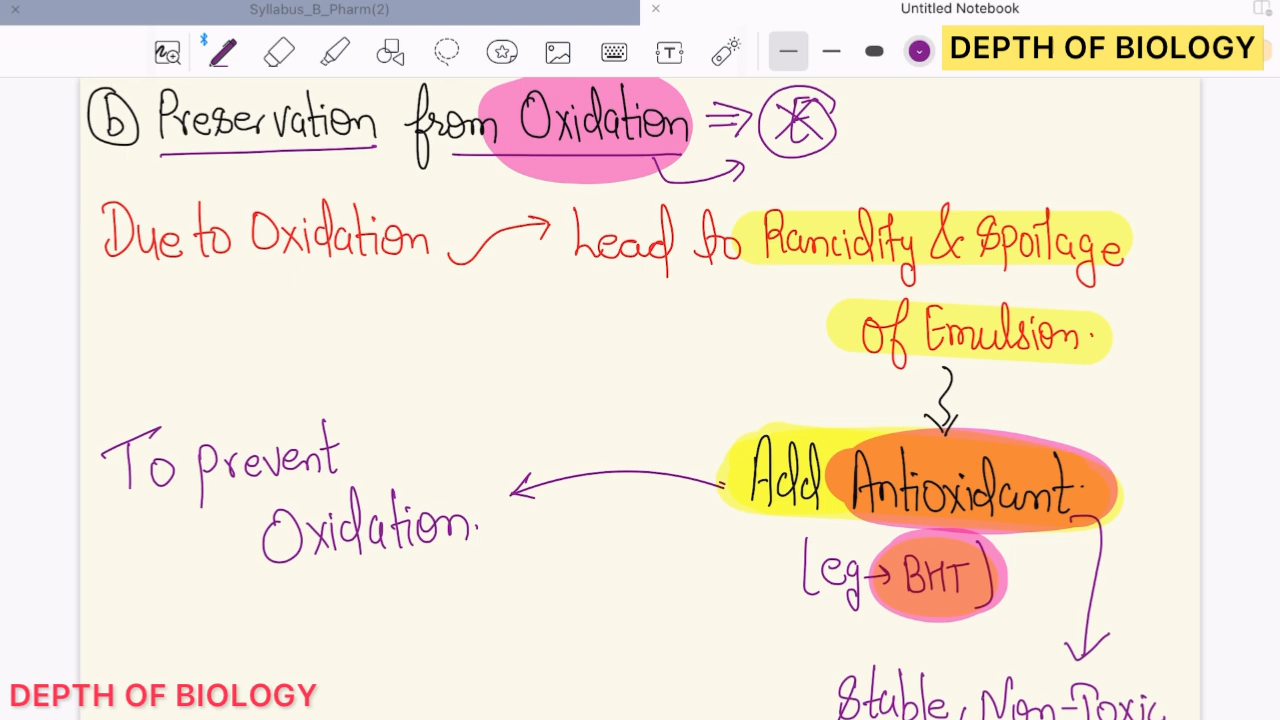 Syllabus_B_Pharm(2)
Untitled Notebook
DEPTH OF BIOLOGY
(b) Preservation from Oxidation ⇒
Due to Oxidation → Lead to Rancidity & Spoilage
of Emulsion.
Add Antioxidant.
[eg → BHT]
To prevent
Oxidation.
Stable, Non-Toxic
DEPTH OF BIOLOGY